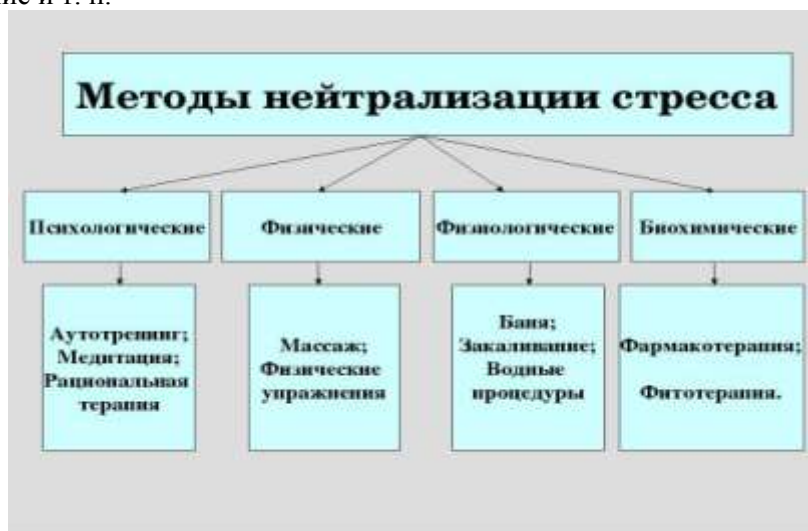 ние и т. п.
Методы нейтрализации стресса
Психологические
Физические
Физиологические
Биохимические
Аутотренинг;
Медитация;
Рациональная
терапия
Массаж;
Физические
упражнения
Баня;
Закаливание;
Водные
процедуры
Фармакотерапия;
Фитотерапия.